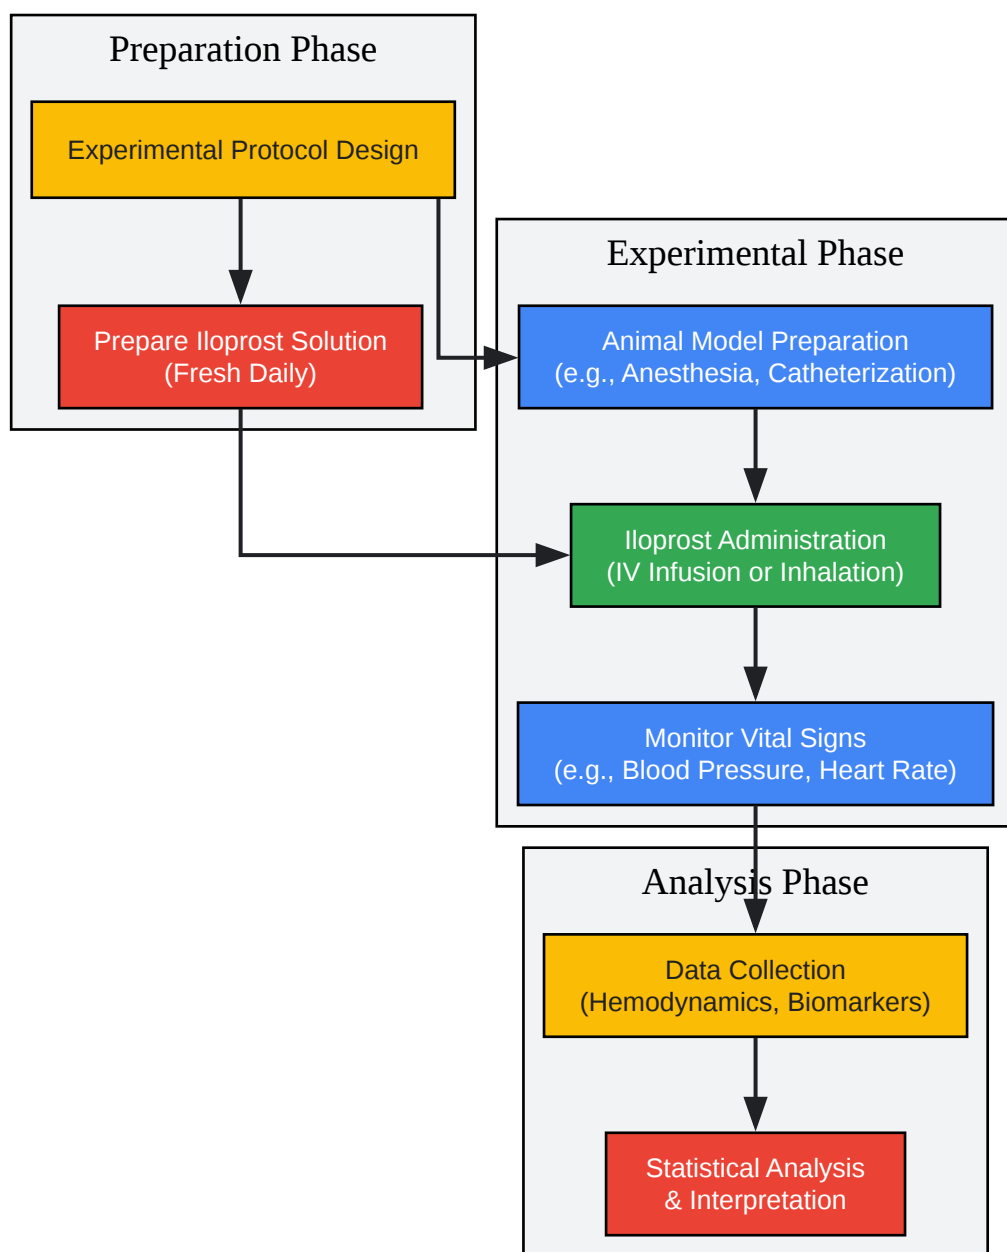 Preparation Phase
Experimental Protocol Design
Prepare Iloprost Solution
(Fresh Daily)
Experimental Phase
Animal Model Preparation
(e.g., Anesthesia, Catheterization)
Iloprost Administration
(IV Infusion or Inhalation)
Monitor Vital Signs
(e.g., Blood Pressure, Heart Rate)
Analysis Phase
Data Collection
(Hemodynamics, Biomarkers)
Statistical Analysis
& Interpretation